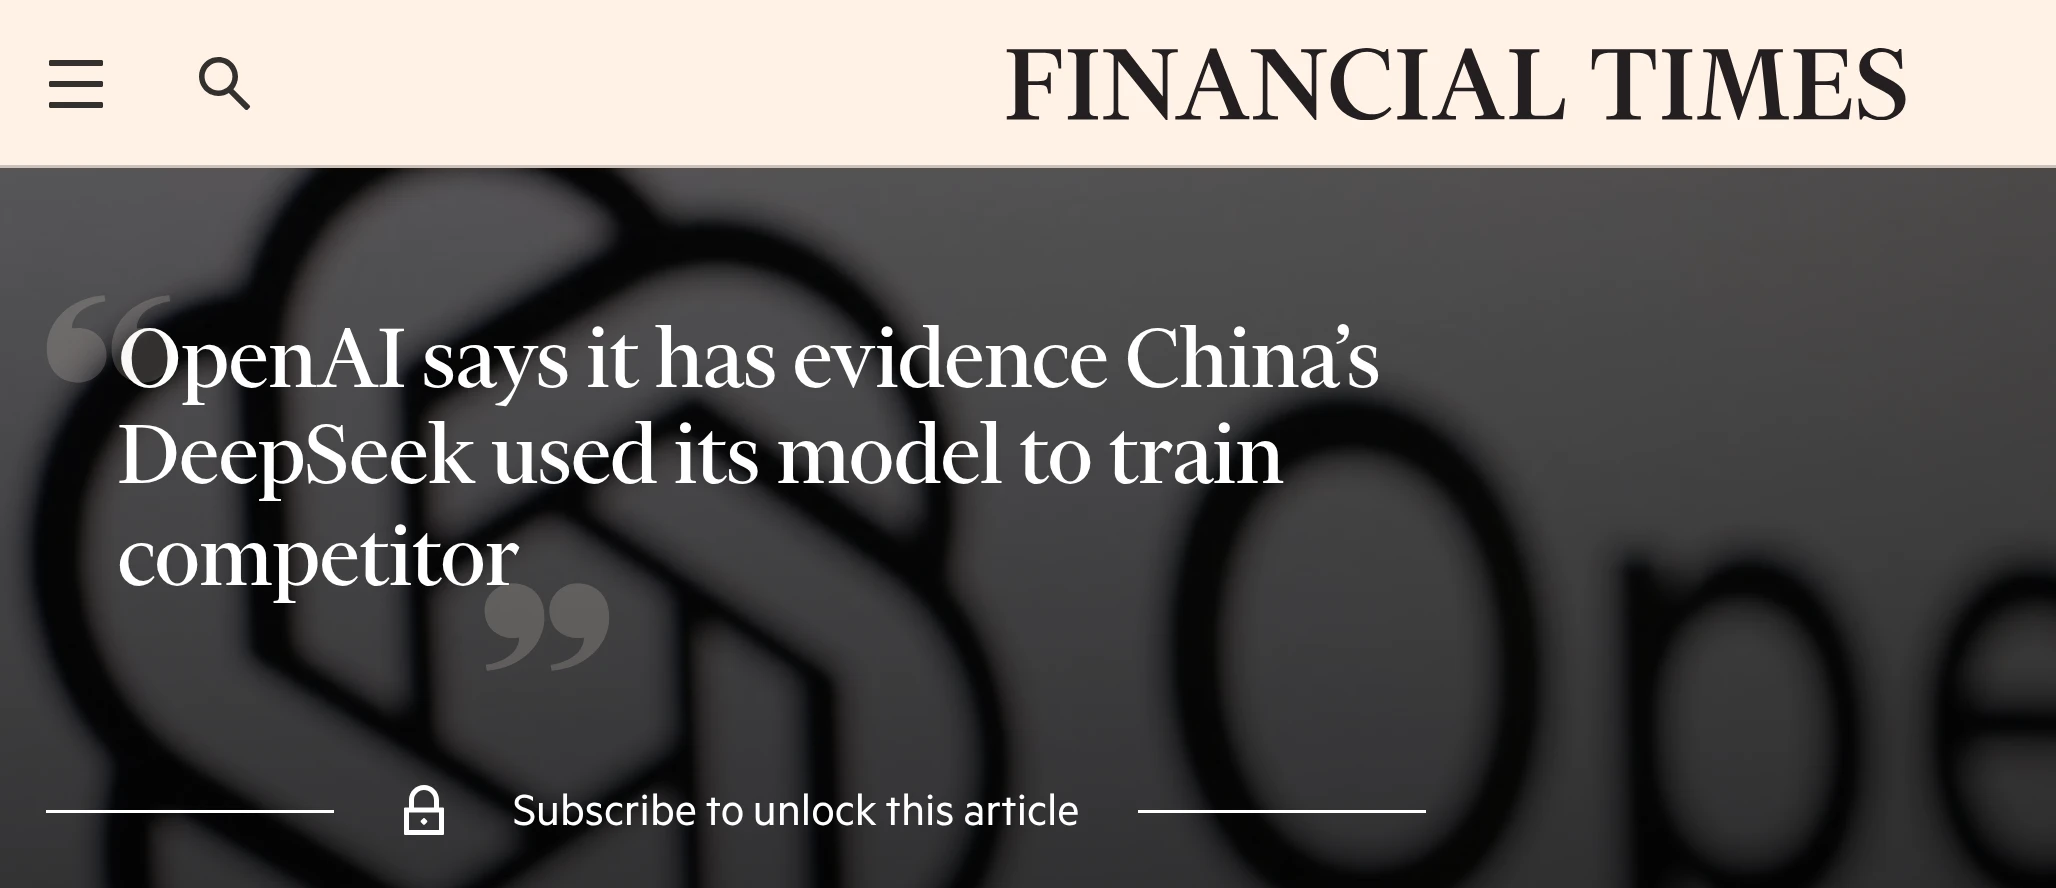 FINANCIAL TIMES
“OpenAI says it has evidence China’s
DeepSeek used its model to train
competitor”
Subscribe to unlock this article
Ope